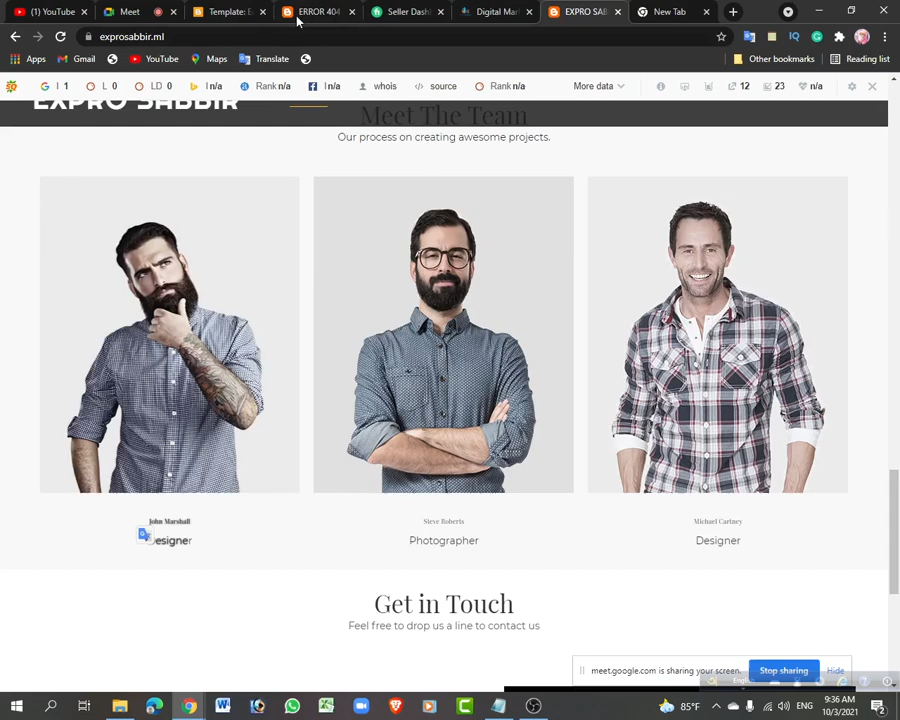 (1) YouTube
Meet
Template: E
ERROR 404
Seller Dash
Digital Mar
EXPRO SAB
New Tab
exprosabbir.ml
Apps
Gmail
YouTube
Maps
Translate
Other bookmarks
Reading list
I 1
L 0
LD 0
I n/a
Rank n/a
I n/a
whois
source
Rank n/a
More data
12
23
n/a
EXPRO SABBIR
Meet The Team
Our process on creating awesome projects.
John Marshall
Designer
Steve Roberts
Photographer
Michael Cartney
Designer
Get in Touch
Feel free to drop us a line to contact us
meet.google.com is sharing your screen.
Stop sharing
Hide
85°F
ENG
9:36 AM
10/3/2021